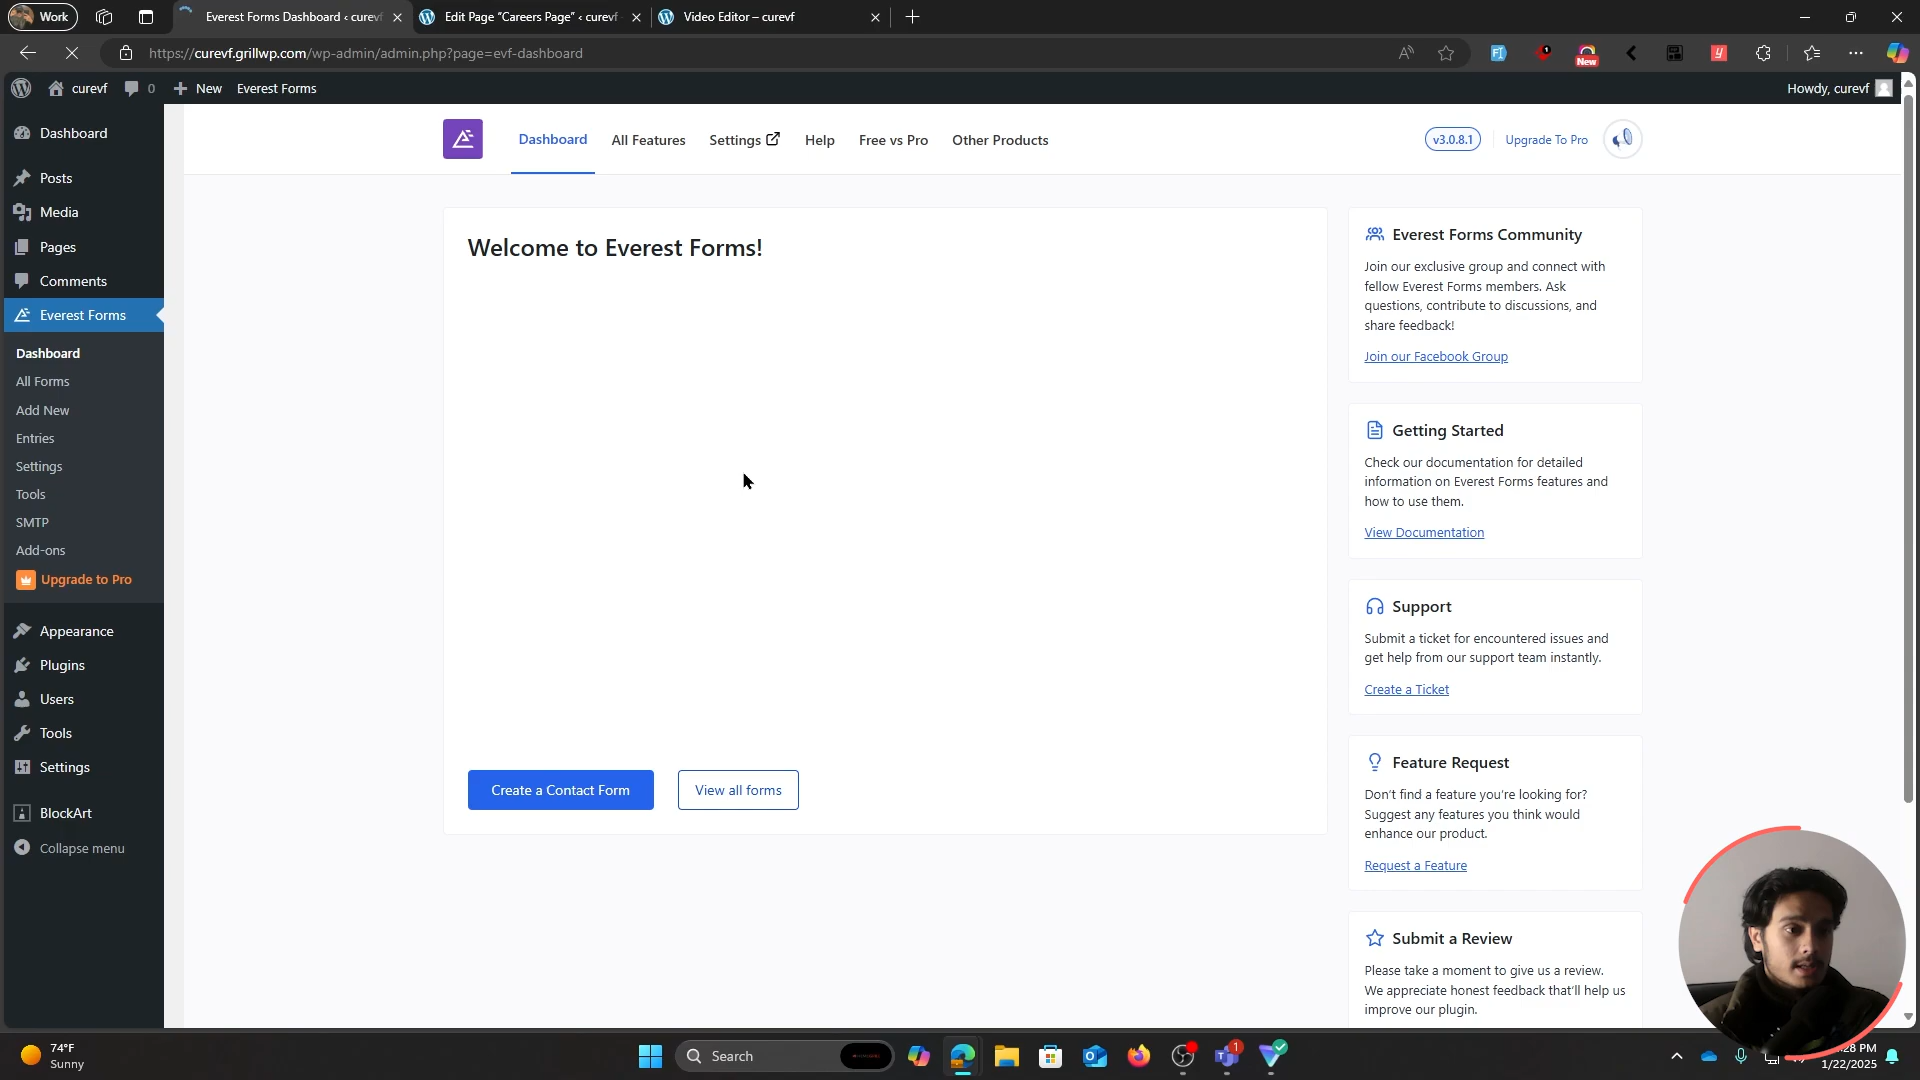 Work
Everest Forms Dashboard ‹ curevf
Edit Page “Careers Page” ‹ curevf
Video Editor – curevf
https://curevf.grillwp.com/wp-admin/admin.php?page=evf-dashboard
1
New
curevf
0
New
Everest Forms
Howdy, curevf
Dashboard
Posts
Media
Pages
Comments
Everest Forms
Dashboard
All Forms
Add New
Entries
Settings
Tools
SMTP
Add-ons
Upgrade to Pro
Appearance
Plugins
Users
Tools
Settings
BlockArt
Collapse menu
Dashboard
All Features
Settings
Help
Free vs Pro
Other Products
v3.0.8.1
Upgrade To Pro
Welcome to Everest Forms!
Create a Contact Form
View all forms
Everest Forms Community
Join our exclusive group and connect with
fellow Everest Forms members. Ask
questions, contribute to discussions, and
share feedback!
Join our Facebook Group
Getting Started
Check our documentation for detailed
information on Everest Forms features and
how to use them.
View Documentation
Support
Submit a ticket for encountered issues and
get help from our support team instantly.
Create a Ticket
Feature Request
Don’t find a feature you’re looking for?
Suggest any features you think would
enhance our product.
Request a Feature
Submit a Review
Please take a moment to give us a review.
We appreciate honest feedback that’ll help us
improve our plugin.
74°F
Sunny
Search
1
:28 PM
1/22/2025